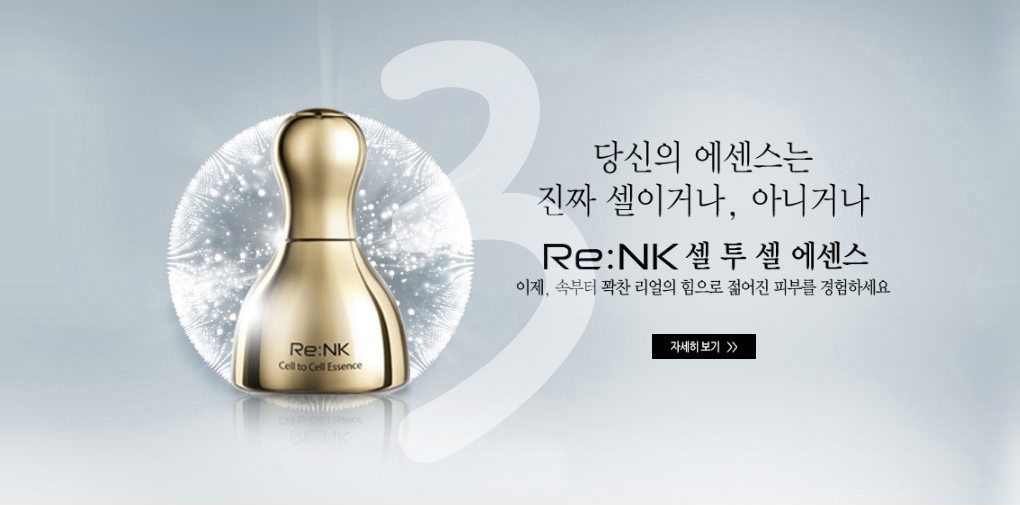 3
당신의 에센스는
진짜 셀이거나, 아니거나
Re:NK 셀 투 셀 에센스
이제, 속부터 꽉찬 리얼의 힘으로 젊어진 피부를 경험하세요
자세히 보기 >>
Re:NK
Cell to Cell Essence